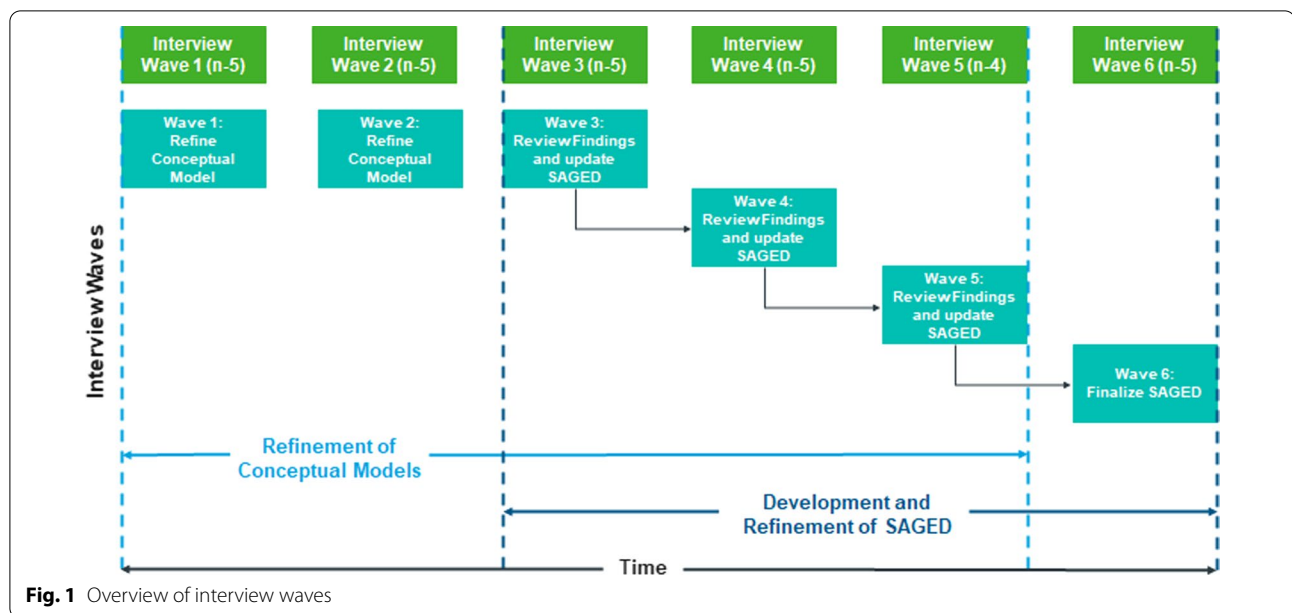 Interview
Wave 1 (n-5)
Interview
Wave 2 (n-5)
Interview
Wave 3 (n-5)
Interview
Wave 4 (n-5)
Interview
Wave 5 (n-4)
Interview
Wave 6 (n-5)
Wave 1:
Refine
Conceptual
Model
Wave 2:
Refine
Conceptual
Model
Wave 3:
ReviewFindings
and update
SAGED
Wave 4:
ReviewFindings
and update
SAGED
Wave 5:
ReviewFindings
and update
SAGED
Wave 6:
Finalize SAGED
Interview Waves
Refinement of
Conceptual Models
Development and
Refinement of SAGED
Time
Fig. 1 Overview of interview waves